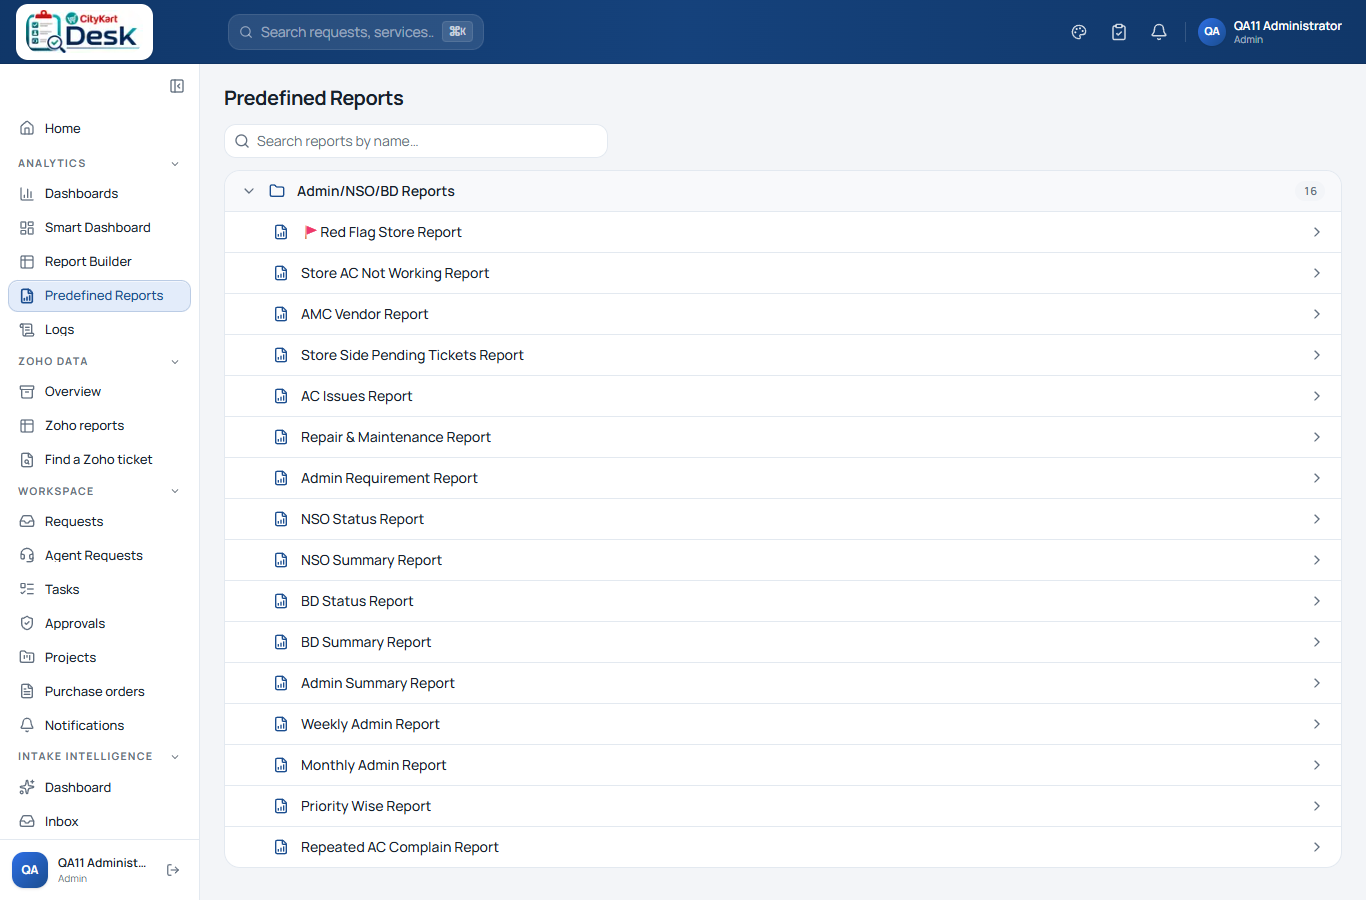 CityKart
Desk
Search requests, services..
⌘K
QA
QA11 Administrator
Admin
Home
ANALYTICS
Dashboards
Smart Dashboard
Report Builder
Predefined Reports
Logs
ZOHO DATA
Overview
Zoho reports
Find a Zoho ticket
WORKSPACE
Requests
Agent Requests
Tasks
Approvals
Projects
Purchase orders
Notifications
INTAKE INTELLIGENCE
Dashboard
Inbox
QA
QA11 Administ...
Admin
Predefined Reports
Search reports by name...
Admin/NSO/BD Reports
16
Red Flag Store Report
Store AC Not Working Report
AMC Vendor Report
Store Side Pending Tickets Report
AC Issues Report
Repair & Maintenance Report
Admin Requirement Report
NSO Status Report
NSO Summary Report
BD Status Report
BD Summary Report
Admin Summary Report
Weekly Admin Report
Monthly Admin Report
Priority Wise Report
Repeated AC Complain Report